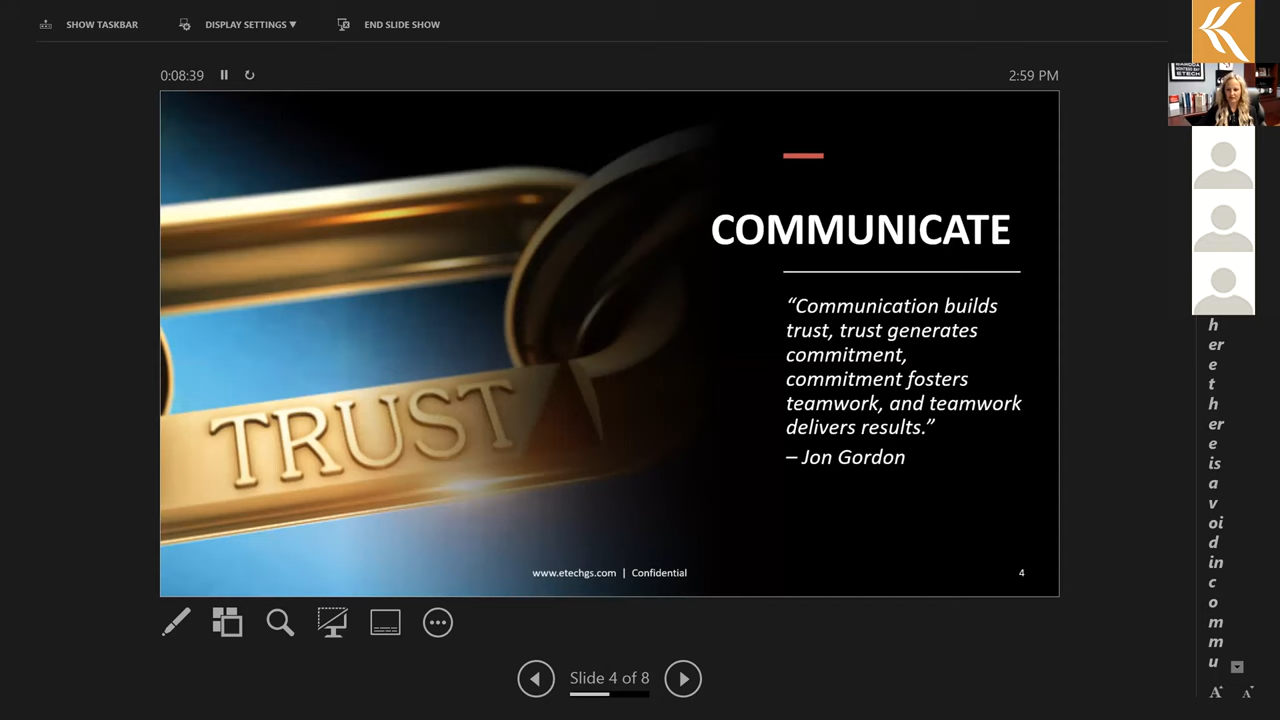 SHOW TASKBAR
DISPLAY SETTINGS ▼
END SLIDE SHOW
0:08:39
2:59 PM
ETECH
TRUST
COMMUNICATE
“Communication builds
trust, trust generates
commitment,
commitment fosters
teamwork, and teamwork
delivers results.”
– Jon Gordon
www.etechgs.com | Confidential
4
Slide 4 of 8
h
er
e
t
h
er
e
is
a
v
oi
d
in
c
o
m
m
u
A
A